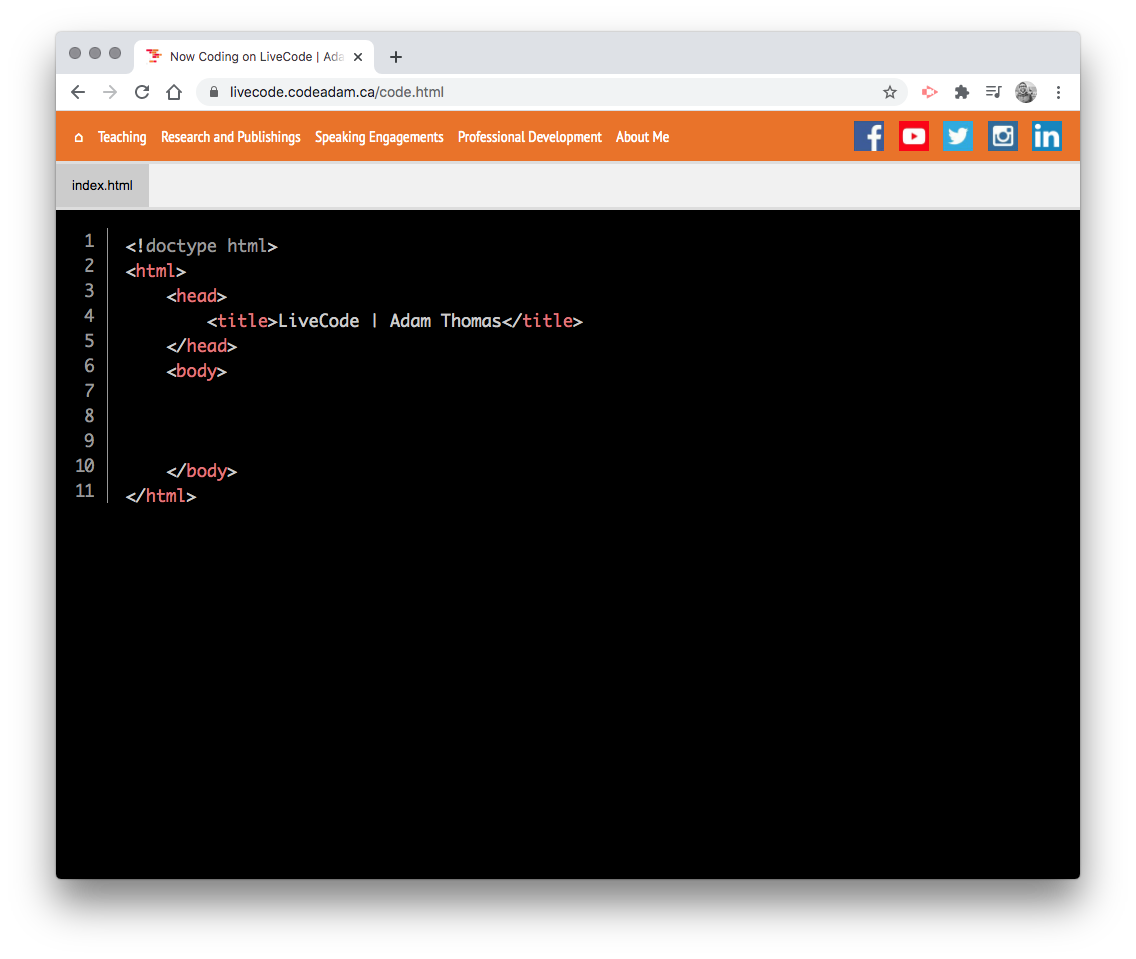 Now Coding on LiveCode | Ada
livecode.codeadam.ca/code.html
Teaching Research and Publishings Speaking Engagements Professional Development About Me
index.html
1 <!doctype html>
2 <html>
3 <head>
4 <title>LiveCode | Adam Thomas</title>
5 </head>
6 <body>
7
8
9
10 </body>
11 </html>